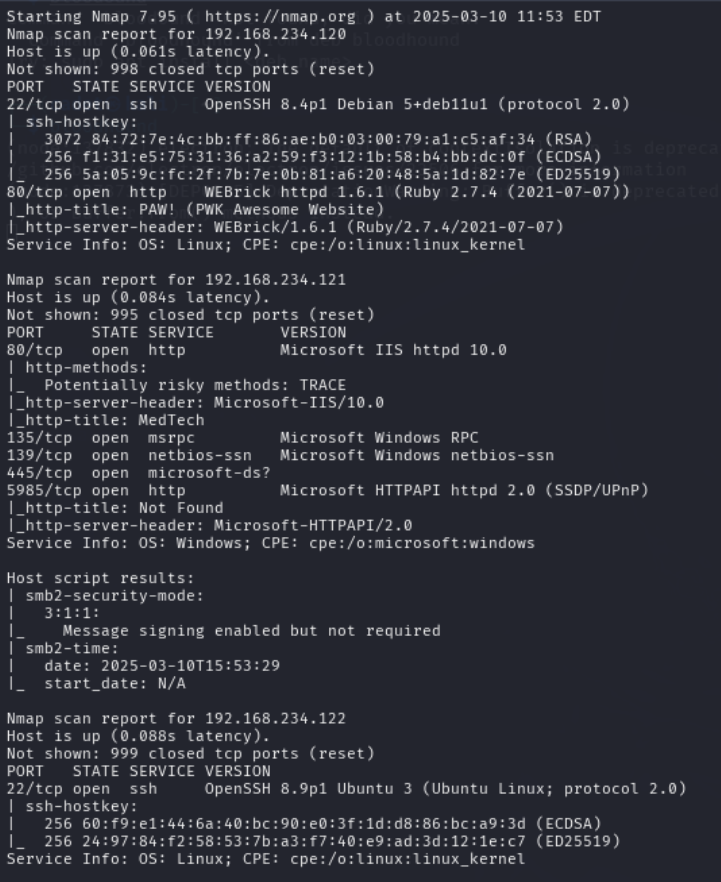 Starting Nmap 7.95 ( https://nmap.org ) at 2025-03-10 11:53 EDT
Nmap scan report for 192.168.234.120
Host is up (0.061s latency).
Not shown: 998 closed tcp ports (reset)
PORT   STATE SERVICE VERSION
22/tcp open  ssh     OpenSSH 8.4p1 Debian 5+deb11u1 (protocol 2.0)
| ssh-hostkey:
|   3072 84:72:7e:4c:bb:ff:86:ae:b0:03:00:79:a1:c5:af:34 (RSA)
|   256 f1:31:e5:75:31:36:a2:59:f3:12:1b:58:b4:bb:dc:0f (ECDSA)
|_  256 5a:05:9c:fc:2f:7b:7e:0b:81:a6:20:48:5a:1d:82:7e (ED25519)
80/tcp open  http    WEBrick httpd 1.6.1 (Ruby 2.7.4 (2021-07-07))
|_http-title: PAW! (PWK Awesome Website)
|_http-server-header: WEBrick/1.6.1 (Ruby/2.7.4/2021-07-07)
Service Info: OS: Linux; CPE: cpe:/o:linux:linux_kernel

Nmap scan report for 192.168.234.121
Host is up (0.084s latency).
Not shown: 995 closed tcp ports (reset)
PORT     STATE SERVICE       VERSION
80/tcp   open  http          Microsoft IIS httpd 10.0
| http-methods:
|_  Potentially risky methods: TRACE
|_http-server-header: Microsoft-IIS/10.0
|_http-title: MedTech
135/tcp  open  msrpc         Microsoft Windows RPC
139/tcp  open  netbios-ssn   Microsoft Windows netbios-ssn
445/tcp  open  microsoft-ds?
5985/tcp open  http          Microsoft HTTPAPI httpd 2.0 (SSDP/UPnP)
|_http-title: Not Found
|_http-server-header: Microsoft-HTTPAPI/2.0
Service Info: OS: Windows; CPE: cpe:/o:microsoft:windows

Host script results:
| smb2-security-mode:
|   3:1:1:
|_    Message signing enabled but not required
| smb2-time:
|   date: 2025-03-10T15:53:29
|_  start_date: N/A

Nmap scan report for 192.168.234.122
Host is up (0.088s latency).
Not shown: 999 closed tcp ports (reset)
PORT   STATE SERVICE VERSION
22/tcp open  ssh     OpenSSH 8.9p1 Ubuntu 3 (Ubuntu Linux; protocol 2.0)
| ssh-hostkey:
|   256 60:f9:e1:44:6a:40:bc:90:e0:3f:1d:d8:86:bc:a9:3d (ECDSA)
|_  256 24:97:84:f2:58:53:7b:a3:f7:40:e9:ad:3d:12:1e:c7 (ED25519)
Service Info: OS: Linux; CPE: cpe:/o:linux:linux_kernel